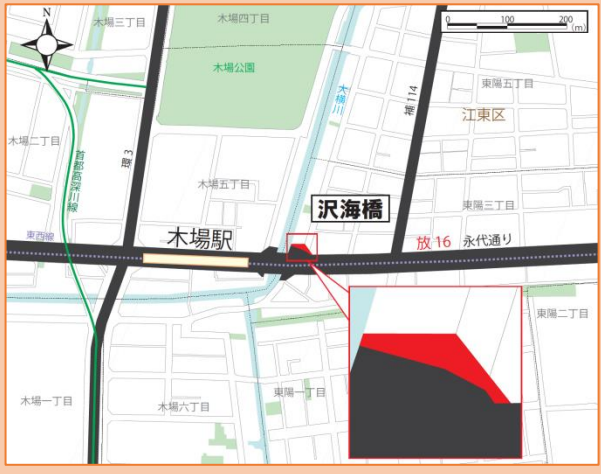 木場三丁目
木場四丁目
0 100 200
(m)
N
木場公園
大横川
補114
東陽五丁目
江東区
木場二丁目
首都高深川線
環3
木場五丁目
沢海橋
東陽三丁目
東西線
木場駅
放16 永代通り
東陽二丁目
木場一丁目
木場六丁目
東陽一丁目